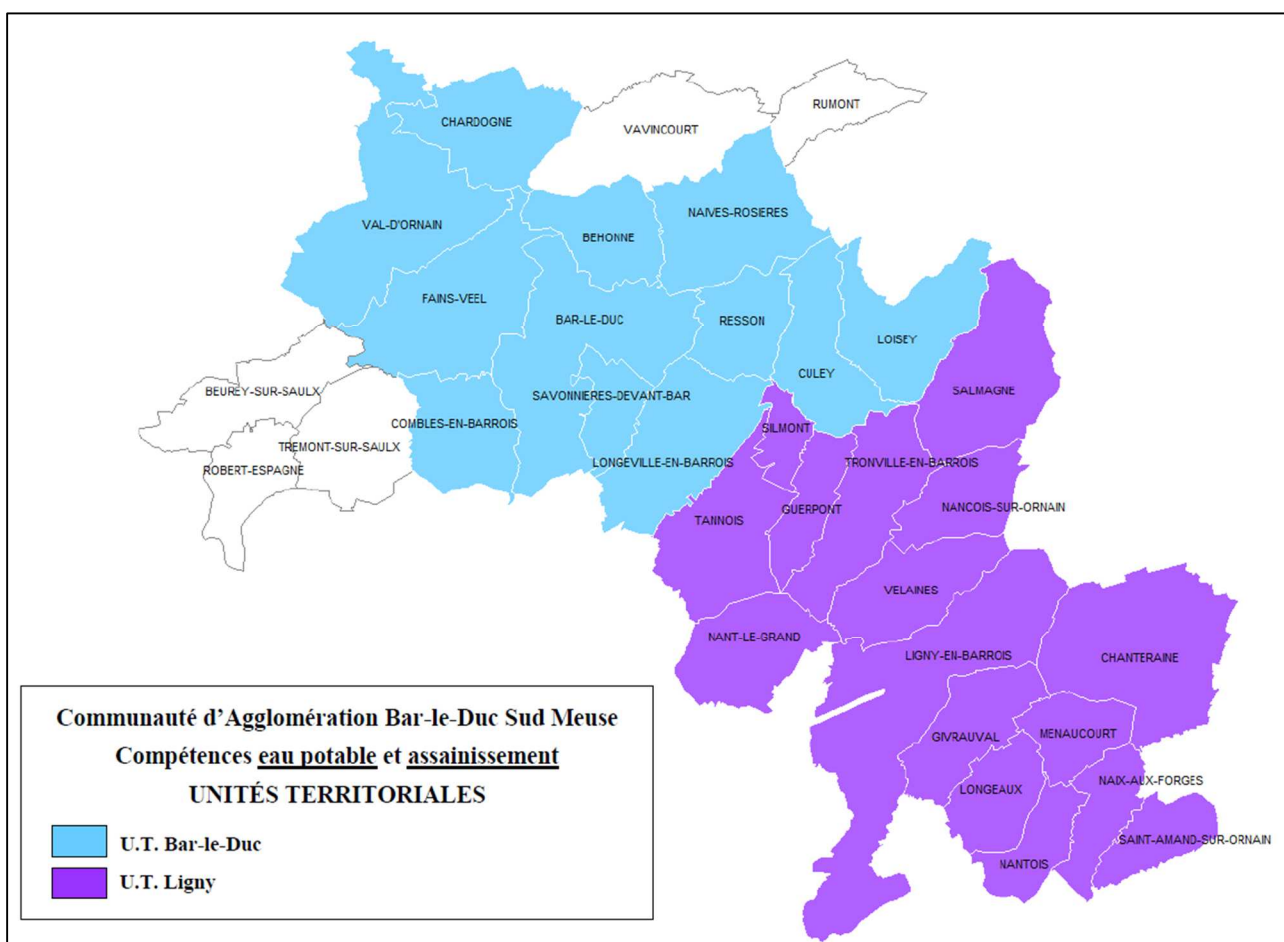 RUMONT
CHARDOGNE
VAVINCOURT
NAIVES-ROSIERES
VAL-D'ORNAIN
BEHONNE
FAINS-VEEL
BAR-LE-DUC
RESSON
LOISEY
CULEY
BEUREY-SUR-SAULX
SAVONNIERES-DEVANT-BAR
SALMAGNE
COMBLES-EN-BARROIS
SILMONT
TREMONT-SUR-SAULX
LONGEVILLE-EN-BARROIS
TRONVILLE-EN-BARROIS
ROBERT-ESPAGNE
NANCOIS-SUR-ORNAIN
GUERPONT
TANNOIS
VELAINES
NANT-LE-GRAND
LIGNY-EN-BARROIS
CHANTERAINE
GIVRAUVAL
MENAUCOURT
NAIX-AUX-FORGES
LONGEAUX
SAINT-AMAND-SUR-ORNAIN
NANTOIS
Communauté d'Agglomération Bar-le-Duc Sud Meuse
Compétences eau potable et assainissement
UNITÉS TERRITORIALES
U.T. Bar-le-Duc
U.T. Ligny